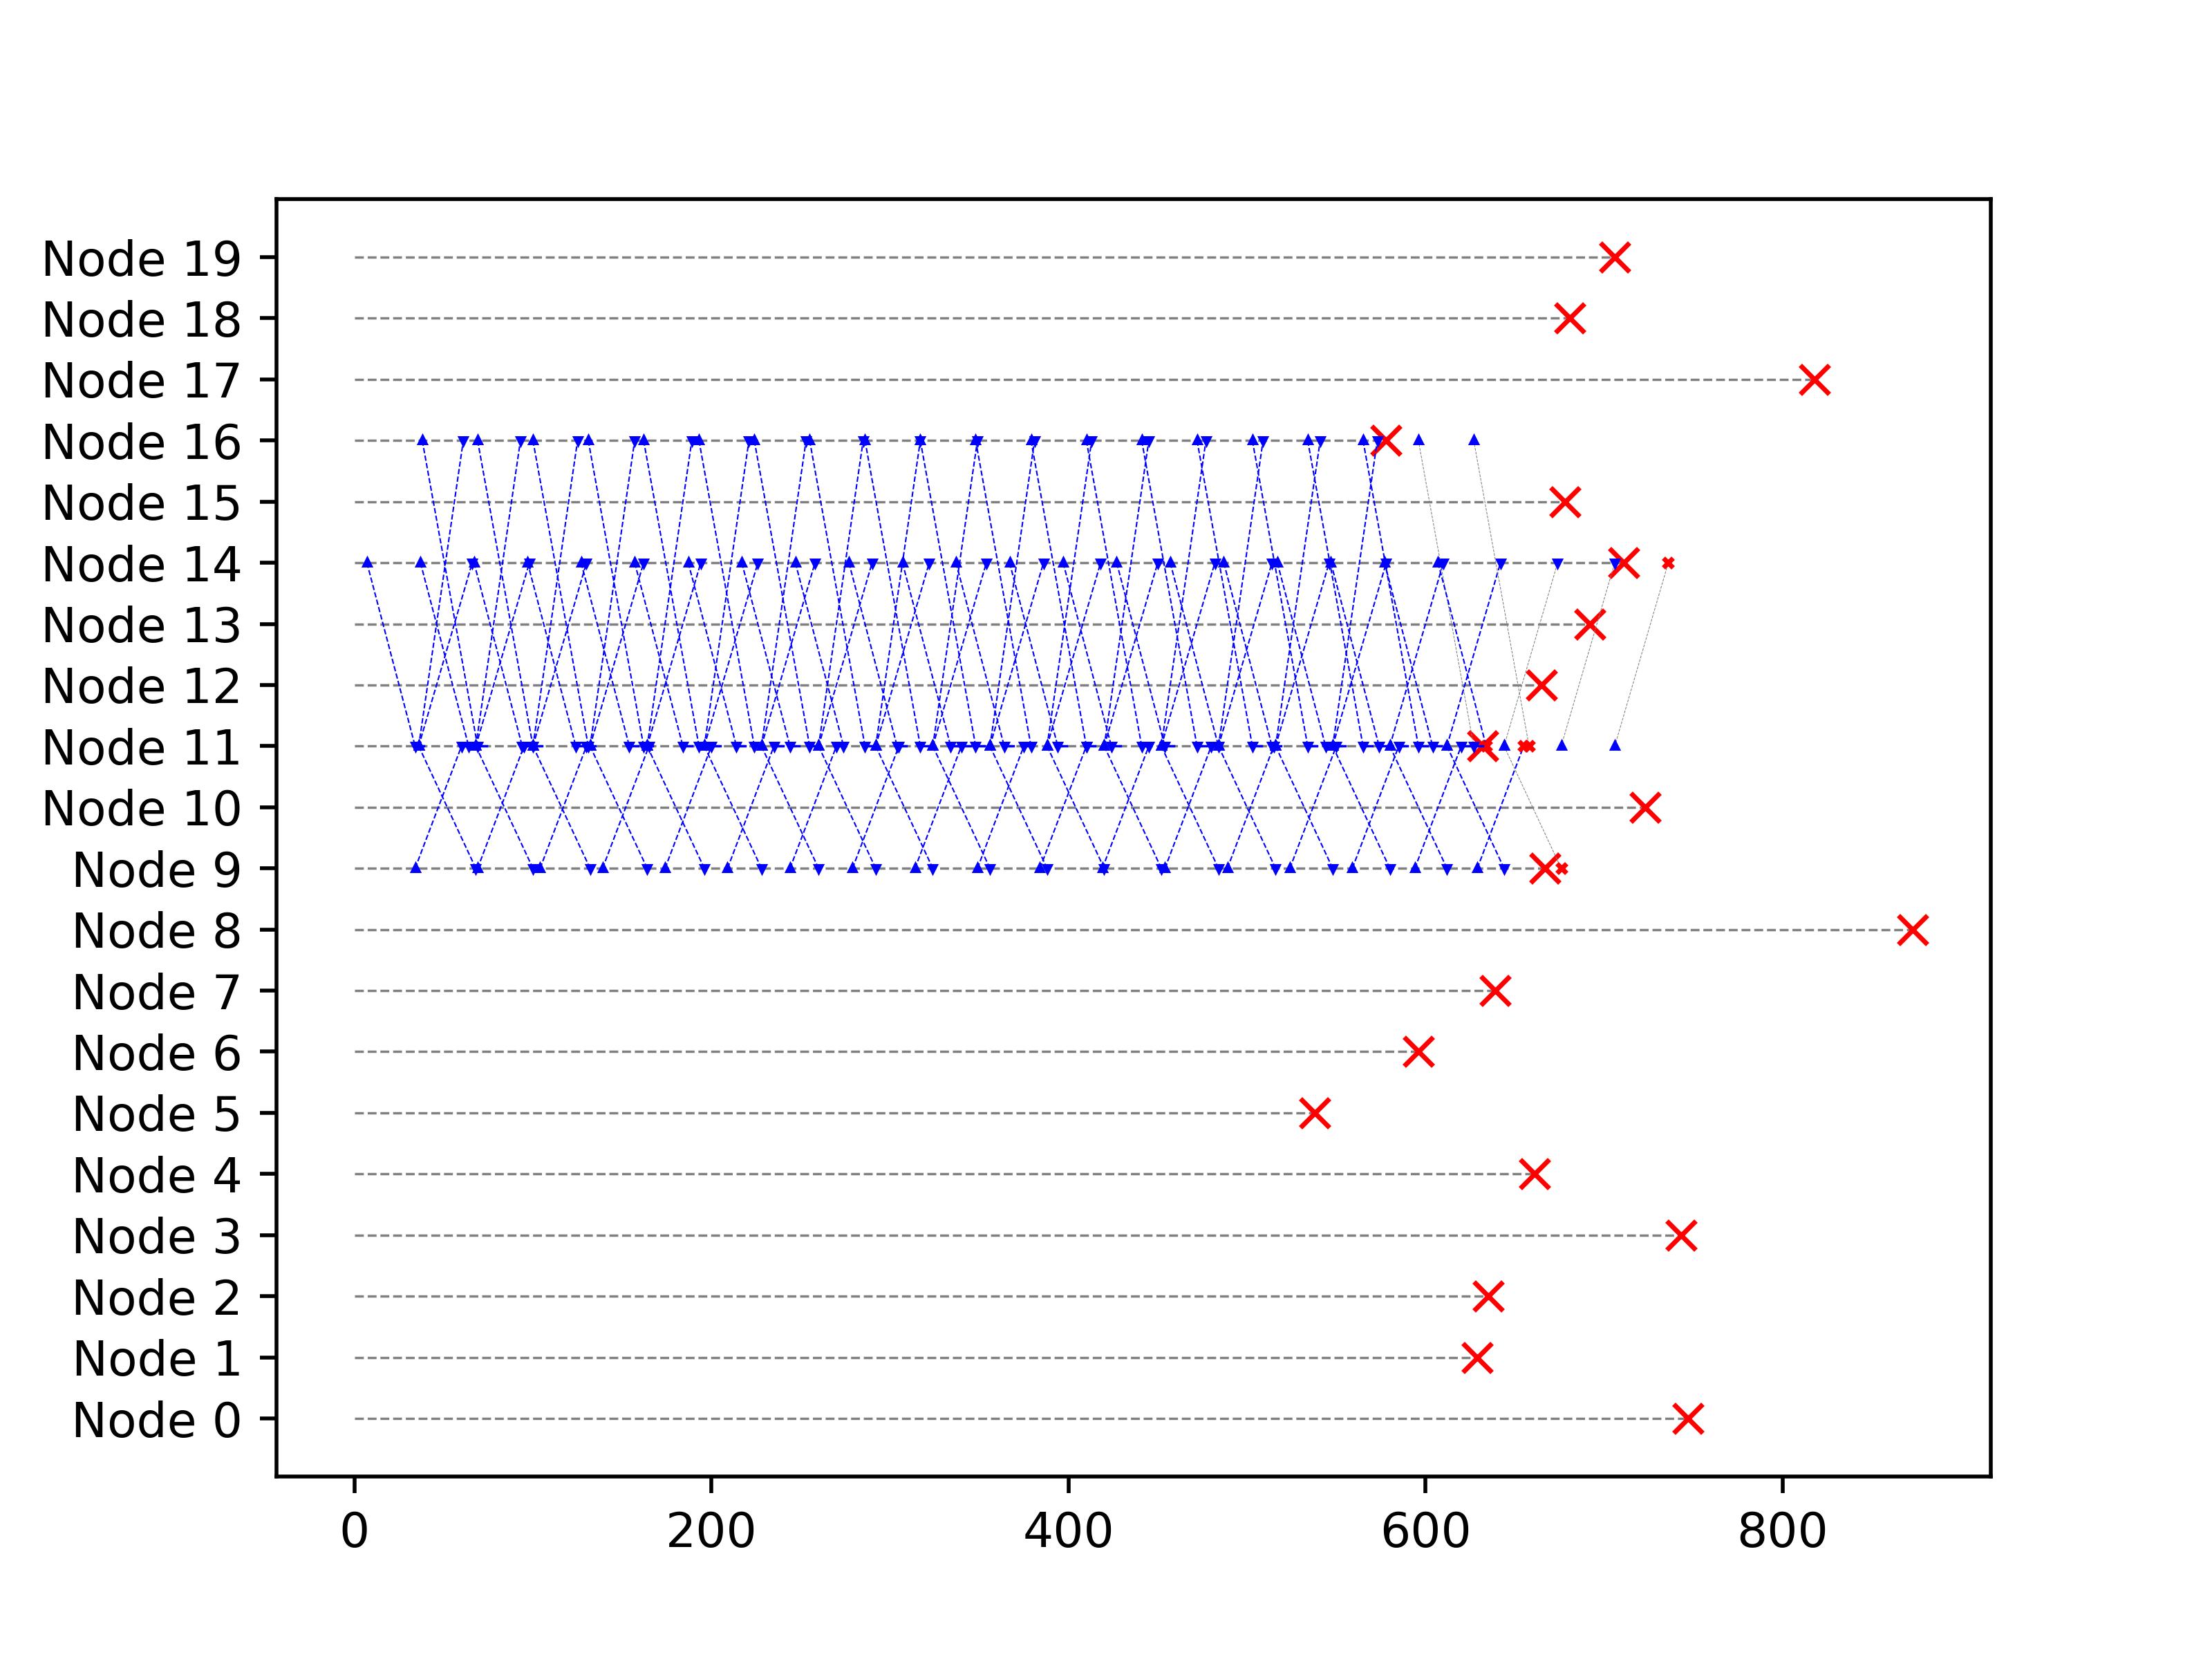 Node 19
Node 18
Node 17
Node 16
Node 15
Node 14
Node 13
Node 12
Node 11
Node 10
Node 9
Node 8
Node 7
Node 6
Node 5
Node 4
Node 3
Node 2
Node 1
Node 0
0 200 400 600 800